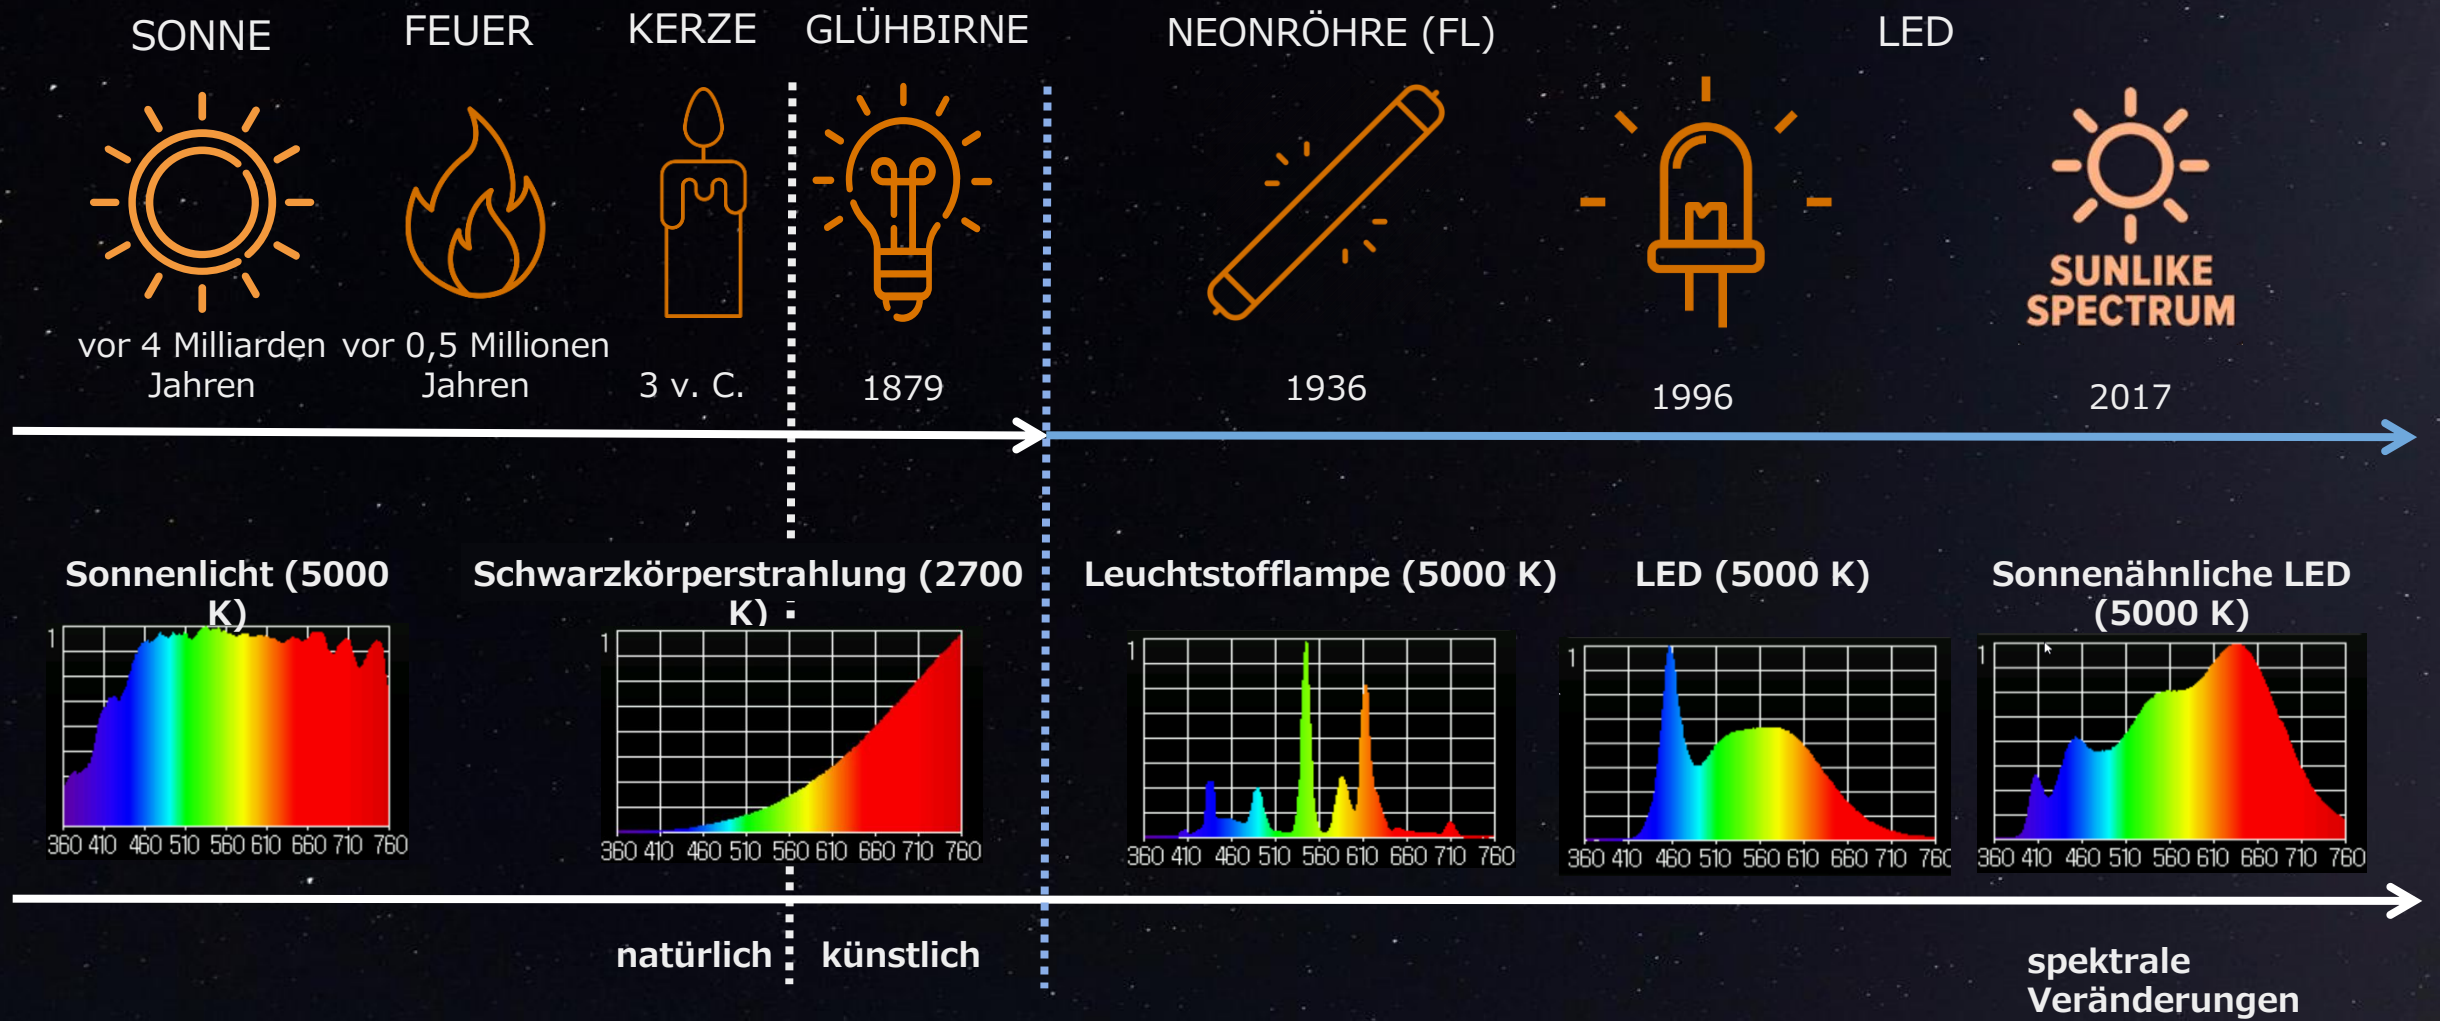 SONNE
FEUER
KERZE
GLÜHBIRNE
NEONRÖHRE (FL)
LED
SUNLIKE
SPECTRUM
vor 4 Milliarden
Jahren
vor 0,5 Millionen
Jahren
3 v. C.
1879
1936
1996
2017
Sonnenlicht (5000
K)
Schwarzkörperstrahlung (2700
K)
Leuchtstofflampe (5000 K)
LED (5000 K)
Sonnenähnliche LED
(5000 K)
1
360 410 460 510 560 610 660 710 760
1
360 410 460 510 560 610 660 710 760
1
360 410 460 510 560 610 660 710 760
1
360 410 460 510 560 610 660 710 760
1
360 410 460 510 560 610 660 710 760
natürlich
künstlich
spektrale
Veränderungen